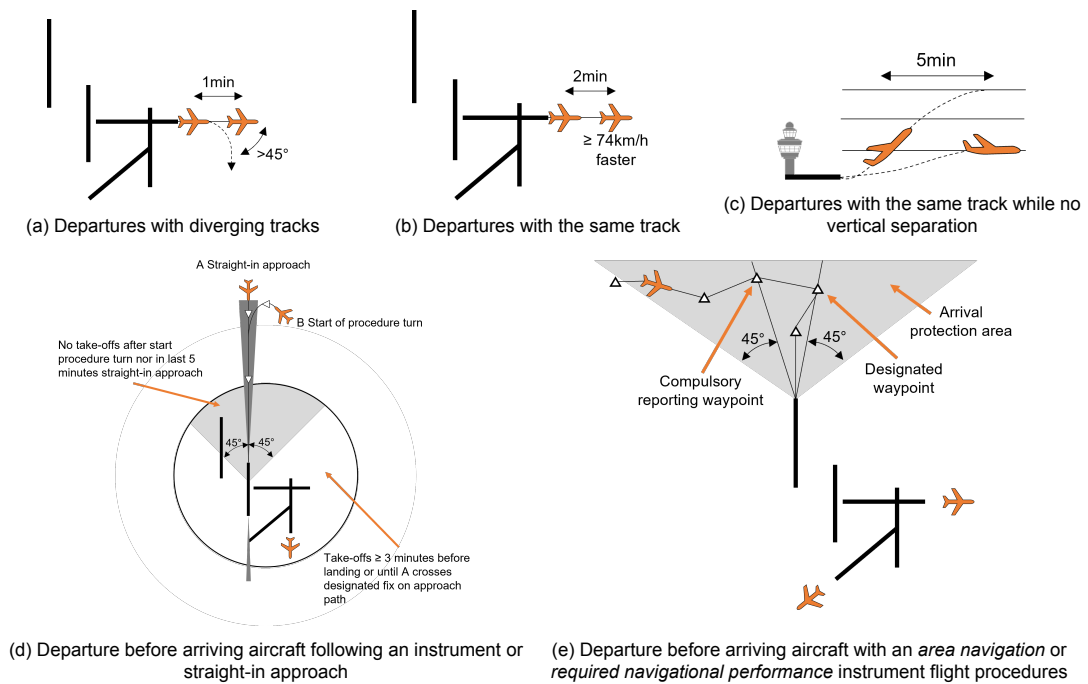 1min
>45°
(a) Departures with diverging tracks
2min
≥ 74km/h
faster
(b) Departures with the same track
5min
(c) Departures with the same track while no
vertical separation
A Straight-in approach
B Start of procedure turn
No take-offs after start
procedure turn nor in last 5
minutes straight-in approach
45°
45°
Take-offs ≥ 3 minutes before
landing or until A crosses
designated fix on approach
path
(d) Departure before arriving aircraft following an instrument or
straight-in approach
Arrival
protection area
45°
45°
Compulsory
reporting waypoint
Designated
waypoint
(e) Departure before arriving aircraft with an area navigation or
required navigational performance instrument flight procedures